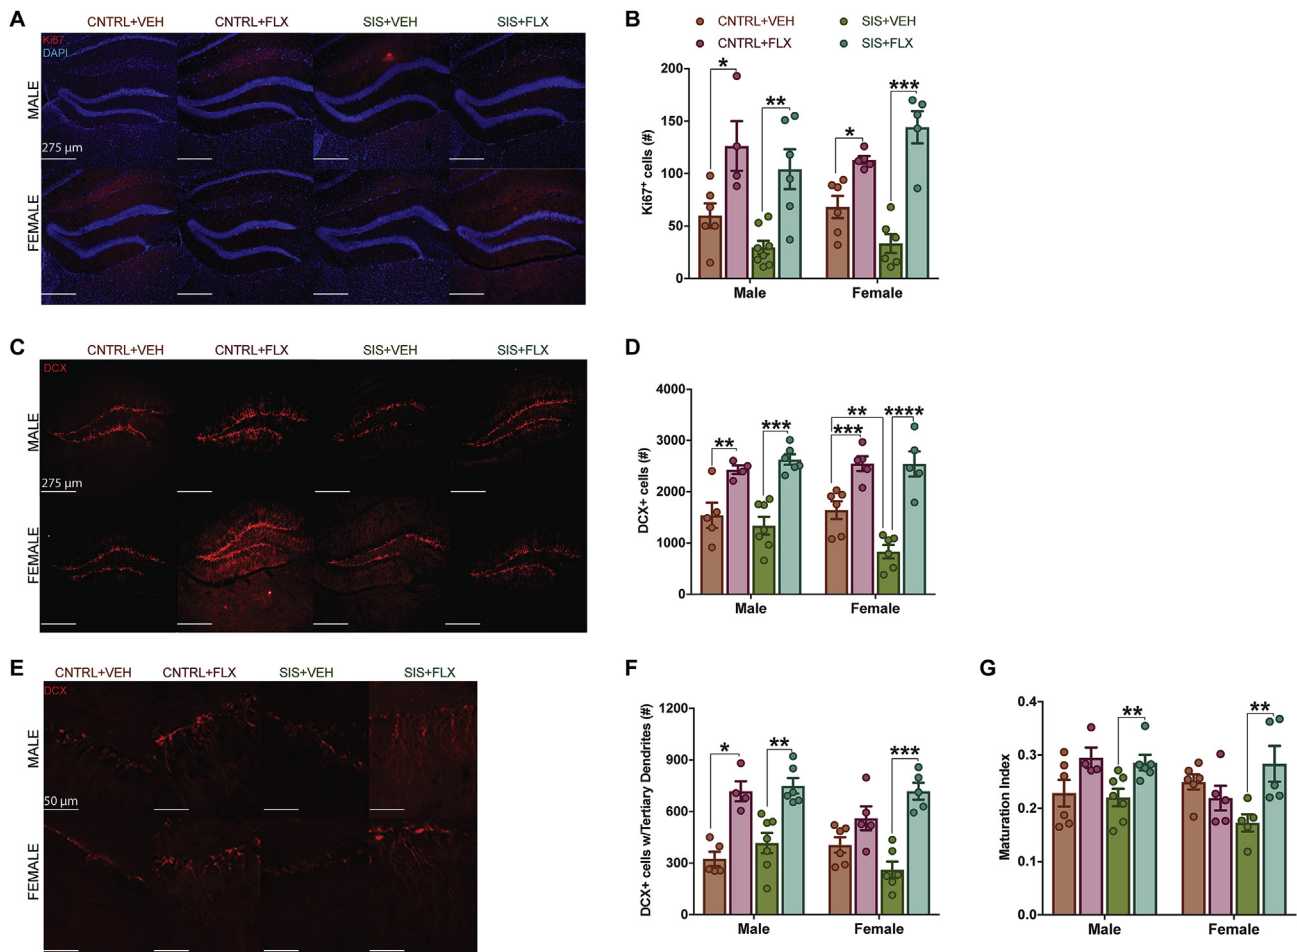 A
CNTRL+VEH CNTRL+FLX SIS+VEH SIS+FLX
Ki67
DAPI
MALE
275 µm
FEMALE
B
CNTRL+VEH SIS+VEH
CNTRL+FLX SIS+FLX
Ki67+ cells (#)
200
150
100
50
0
* ** * ***
Male Female
C
CNTRL+VEH CNTRL+FLX SIS+VEH SIS+FLX
DCX
MALE
275 µm
FEMALE
D
DCX+ cells (#)
4000
3000
2000
1000
0
** *** ** *** ****
Male Female
E
CNTRL+VEH CNTRL+FLX SIS+VEH SIS+FLX
DCX
MALE
50 µm
FEMALE
F
DCX+ cells w/Tertiary Dendrites (#)
1200
900
600
300
0
* ** ***
Male Female
G
Maturation Index
0.4
0.3
0.2
0.1
0.0
** **
Male Female